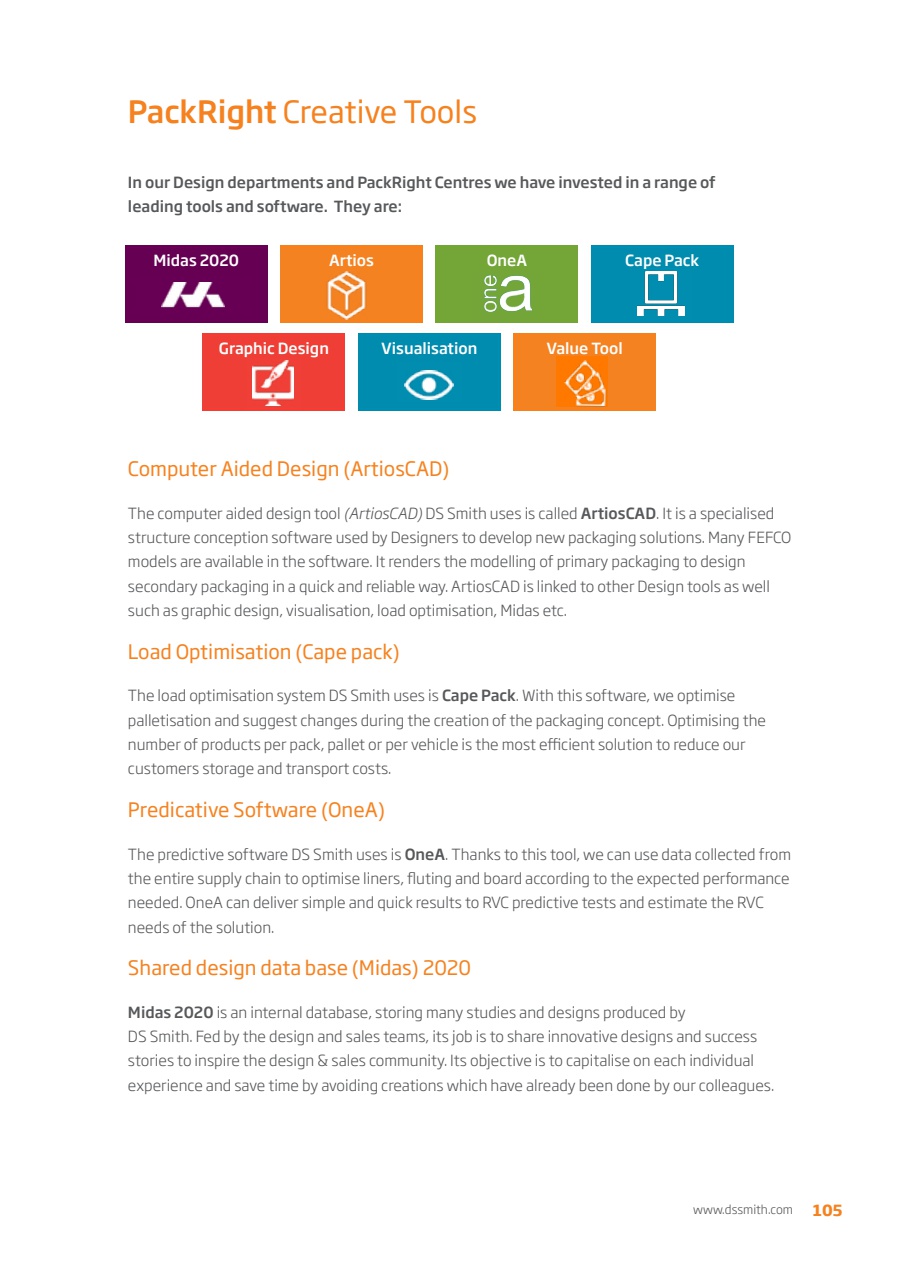 PackRight Creative Tools
In our Design departments and PackRight Centres we have invested in a range of
leading tools and software.  They are:
Midas 2020
Artios
OneA
one a
Cape Pack
Graphic Design
Visualisation
Value Tool
Computer Aided Design (ArtiosCAD)
The computer aided design tool (ArtiosCAD) DS Smith uses is called ArtiosCAD. It is a specialised
structure conception software used by Designers to develop new packaging solutions. Many FEFCO
models are available in the software. It renders the modelling of primary packaging to design
secondary packaging in a quick and reliable way. ArtiosCAD is linked to other Design tools as well
such as graphic design, visualisation, load optimisation, Midas etc.
Load Optimisation (Cape pack)
The load optimisation system DS Smith uses is Cape Pack. With this software, we optimise
palletisation and suggest changes during the creation of the packaging concept. Optimising the
number of products per pack, pallet or per vehicle is the most efficient solution to reduce our
customers storage and transport costs.
Predicative Software (OneA)
The predictive software DS Smith uses is OneA. Thanks to this tool, we can use data collected from
the entire supply chain to optimise liners, fluting and board according to the expected performance
needed. OneA can deliver simple and quick results to RVC predictive tests and estimate the RVC
needs of the solution.
Shared design data base (Midas) 2020
Midas 2020 is an internal database, storing many studies and designs produced by
DS Smith. Fed by the design and sales teams, its job is to share innovative designs and success
stories to inspire the design & sales community. Its objective is to capitalise on each individual
experience and save time by avoiding creations which have already been done by our colleagues.
www.dssmith.com 105